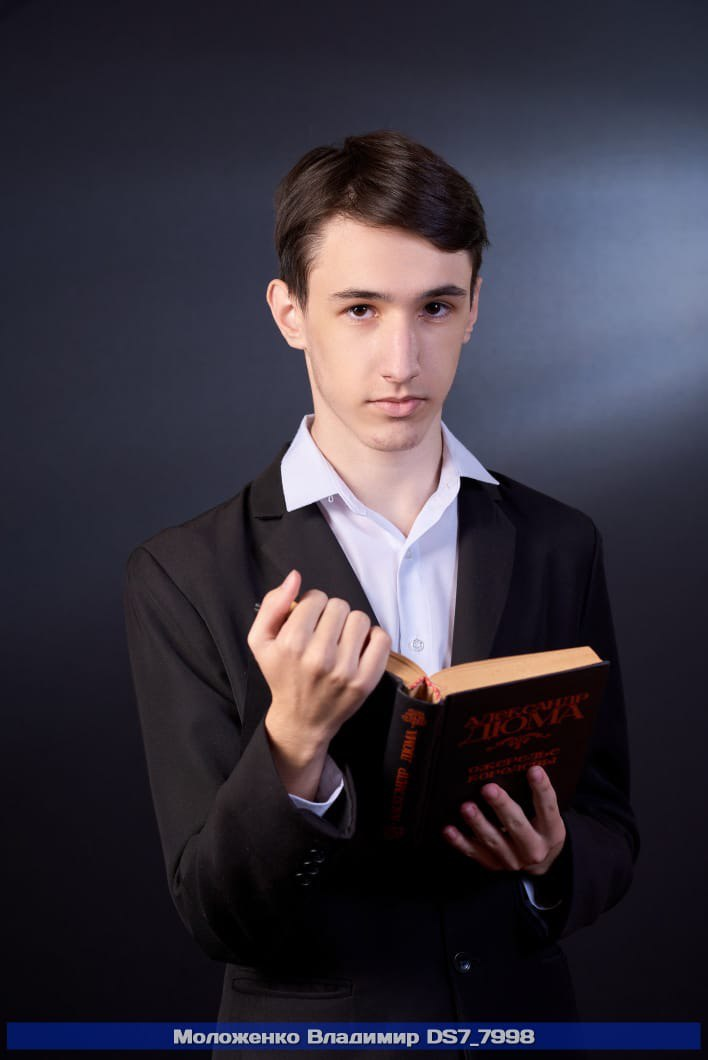 АЛЕКСАНДР
ДЮМА
ОЖЕРЕЛЬЕ
КОРОЛЕВЫ
Моложенко Владимир DS7_7998